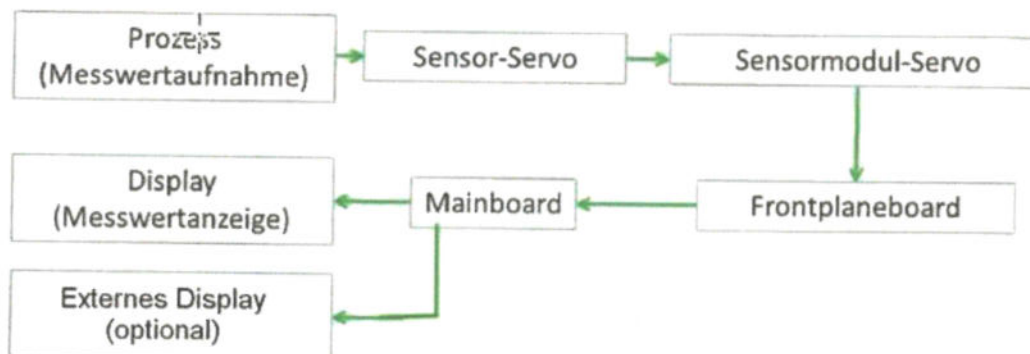 Prozess
(Messwertaufnahme)
Sensor-Servo
Sensormodul-Servo
Display
(Messwertanzeige)
Mainboard
Frontplaneboard
Externes Display
(optional)